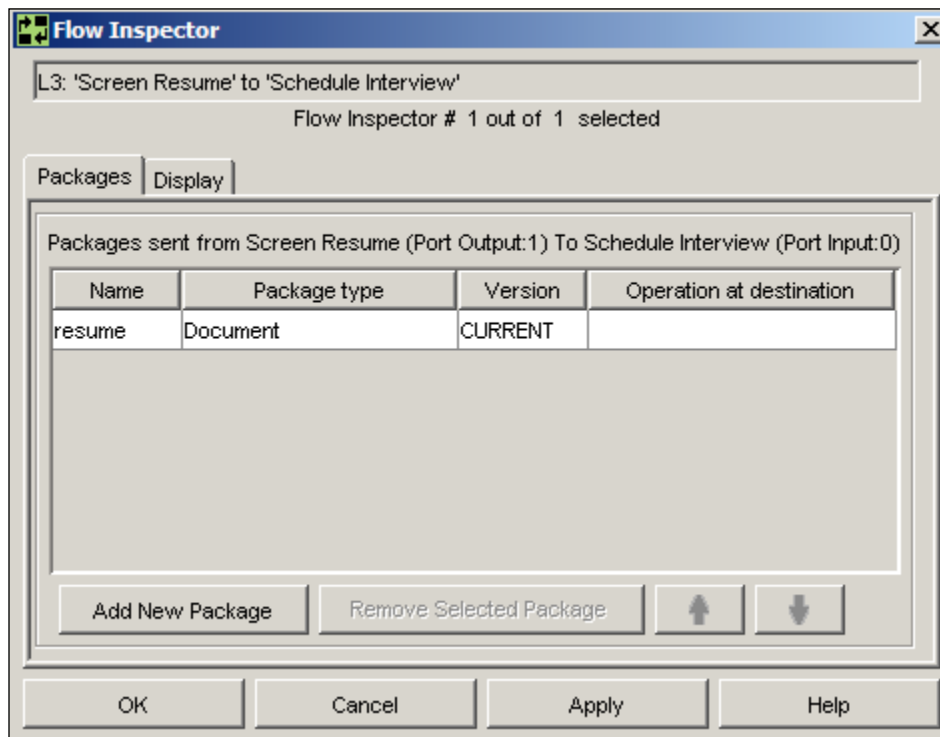 Flow Inspector
L3: 'Screen Resume' to 'Schedule Interview'
Flow Inspector # 1 out of 1 selected
Packages Display
Packages sent from Screen Resume (Port Output:1) To Schedule Interview (Port Input:0)
Name Package type Version Operation at destination
resume Document CURRENT
Add New Package Remove Selected Package
OK Cancel Apply Help